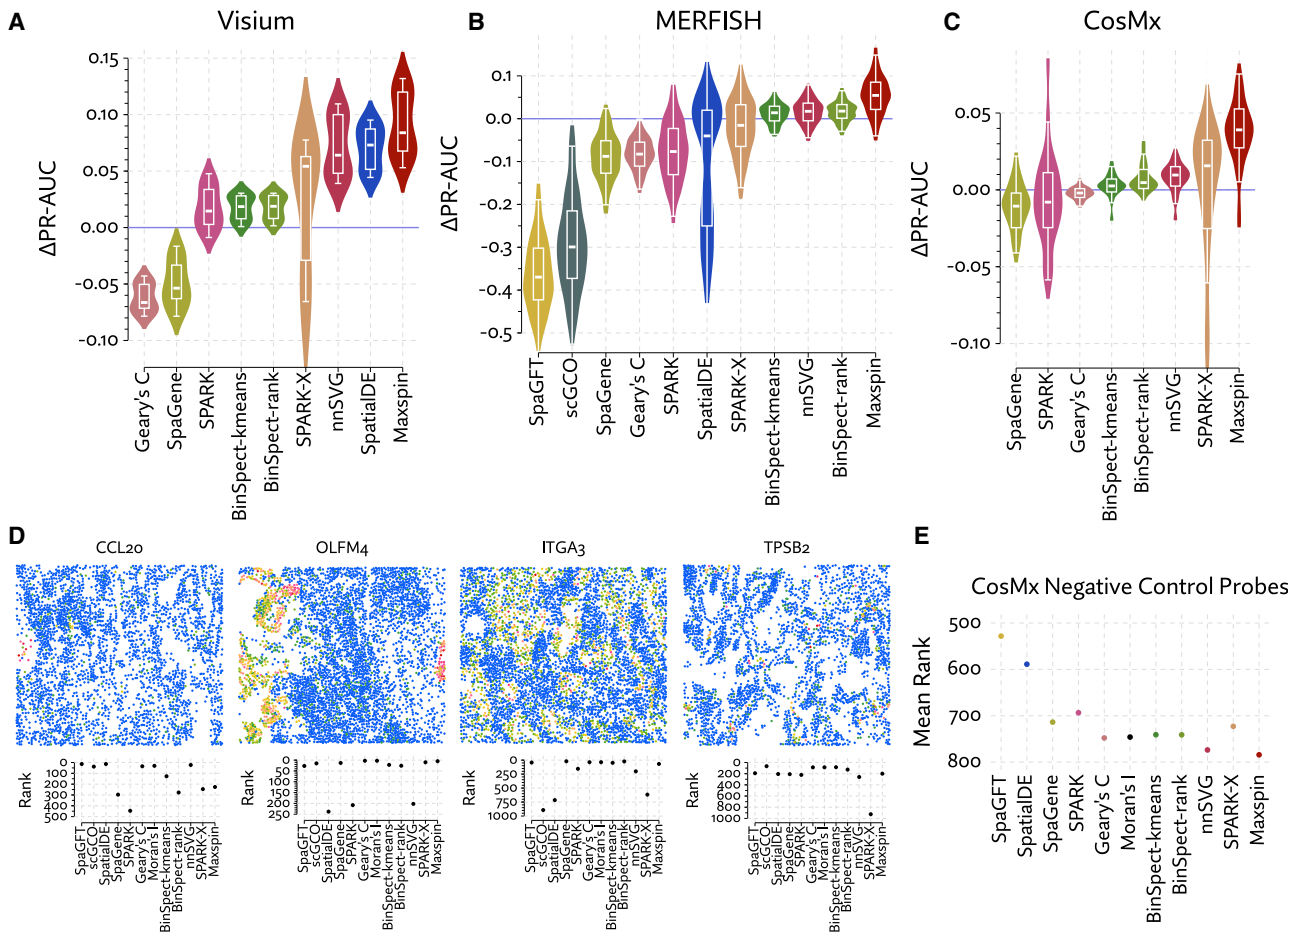 A
Visium
ΔPR-AUC
0.15
0.10
0.05
0.00
−0.05
−0.10
Geary's C
SpaGene
SPARK
BinSpect-kmeans
BinSpect-rank
SPARK-X
nnSVG
SpatialDE
Maxspin
B
MERFISH
ΔPR-AUC
0.1
0.0
-0.1
-0.2
-0.3
-0.4
-0.5
SpaGFT
scGCO
SpaGene
Geary's C
SPARK
SpatialDE
SPARK-X
BinSpect-kmeans
nnSVG
BinSpect-rank
Maxspin
C
CosMx
ΔPR-AUC
0.05
0.00
−0.05
−0.10
SpaGene
SPARK
Geary's C
BinSpect-kmeans
BinSpect-rank
nnSVG
SPARK-X
Maxspin
D
CCL20
Rank
0
100
200
300
400
500
SpaGFT
scGCO
SpatialDE
SpaGene
SPARK
Geary's C
Moran's I
BinSpect-kmeans
BinSpect-rank
nnSVG
SPARK-X
Maxspin
OLFM4
Rank
0
50
100
150
200
250
SpaGFT
scGCO
SpatialDE
SpaGene
SPARK
Geary's C
Moran's I
BinSpect-kmeans
BinSpect-rank
nnSVG
SPARK-X
Maxspin
ITGA3
Rank
0
250
500
750
1000
SpaGFT
scGCO
SpatialDE
SpaGene
SPARK
Geary's C
Moran's I
BinSpect-kmeans
BinSpect-rank
nnSVG
SPARK-X
Maxspin
TPSB2
Rank
0
200
400
600
800
1000
SpaGFT
scGCO
SpatialDE
SpaGene
SPARK
Geary's C
Moran's I
BinSpect-kmeans
BinSpect-rank
nnSVG
SPARK-X
Maxspin
E
CosMx Negative Control Probes
Mean Rank
500
600
700
800
SpaGFT
SpatialDE
SpaGene
SPARK
Geary's C
Moran's I
BinSpect-kmeans
BinSpect-rank
nnSVG
SPARK-X
Maxspin